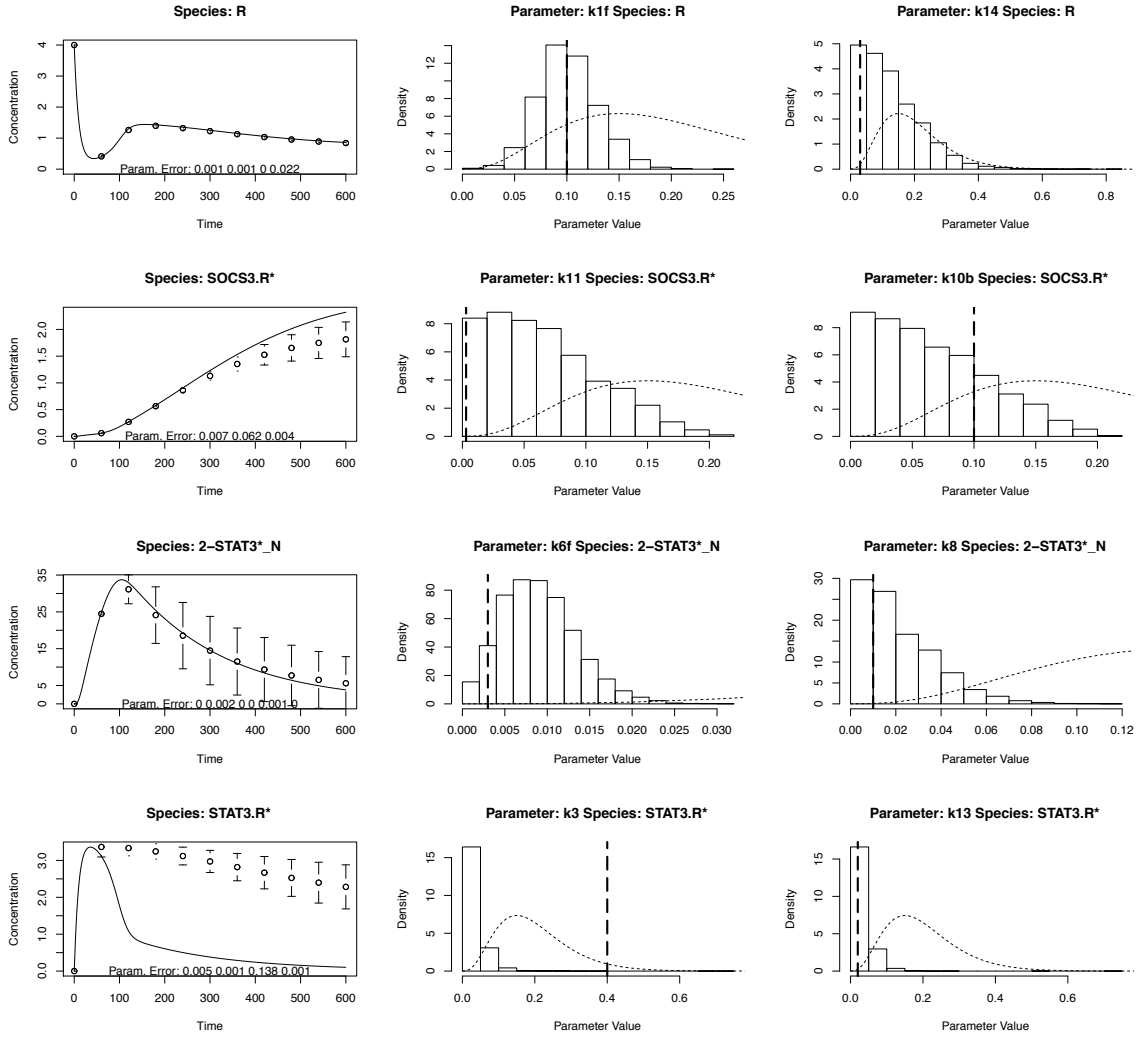 Species: R
Concentration
4
3
2
1
0
Param. Error: 0.001 0.001 0 0.022
0 100 200 300 400 500 600
Time
Parameter: k1f Species: R
Density
12
8
6
4
2
0
0.00 0.05 0.10 0.15 0.20 0.25
Parameter Value
Parameter: k14 Species: R
Density
5
4
3
2
1
0
0.0 0.2 0.4 0.6 0.8
Parameter Value
Species: SOCS3.R*
Concentration
2.0
1.5
1.0
0.5
0.0
Param. Error: 0.007 0.062 0.004
0 100 200 300 400 500 600
Time
Parameter: k11 Species: SOCS3.R*
Density
8
6
4
2
0
0.00 0.05 0.10 0.15 0.20
Parameter Value
Parameter: k10b Species: SOCS3.R*
Density
8
6
4
2
0
0.00 0.05 0.10 0.15 0.20
Parameter Value
Species: 2−STAT3*_N
Concentration
35
25
15
5
0
Param. Error: 0 0.002 0 0 0.001 0
0 100 200 300 400 500 600
Time
Parameter: k6f Species: 2−STAT3*_N
Density
80
60
40
20
0
0.000 0.005 0.010 0.015 0.020 0.030
Parameter Value
Parameter: k8 Species: 2−STAT3*_N
Density
30
20
10
5
0
0.00 0.02 0.04 0.06 0.08 0.10 0.12
Parameter Value
Species: STAT3.R*
Concentration
3.0
2.0
1.0
0.0
Param. Error: 0.005 0.001 0.138 0.001
0 100 200 300 400 500 600
Time
Parameter: k3 Species: STAT3.R*
Density
15
10
5
0
0.0 0.2 0.4 0.6
Parameter Value
Parameter: k13 Species: STAT3.R*
Density
15
10
5
0
0.0 0.2 0.4 0.6
Parameter Value